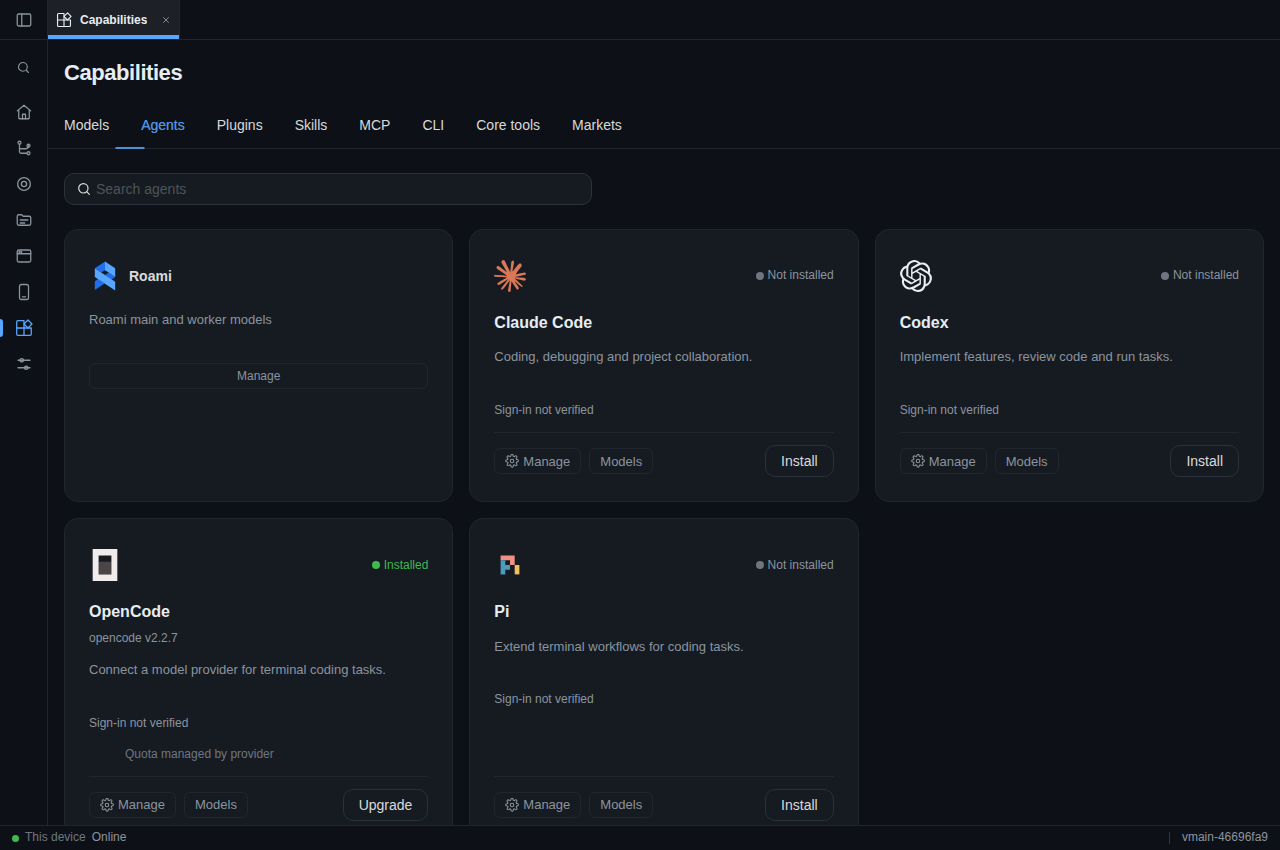 Capabilities
Capabilities
Models Agents Plugins Skills MCP CLI Core tools Markets
Search agents
Roami
Roami main and worker models
Manage
Not installed
Claude Code
Coding, debugging and project collaboration.
Sign-in not verified
Manage Models Install
Not installed
Codex
Implement features, review code and run tasks.
Sign-in not verified
Manage Models Install
Installed
OpenCode
opencode v2.2.7
Connect a model provider for terminal coding tasks.
Sign-in not verified
Quota managed by provider
Manage Models Upgrade
Not installed
Pi
Extend terminal workflows for coding tasks.
Sign-in not verified
Manage Models Install
This device Online
vmain-46696fa9